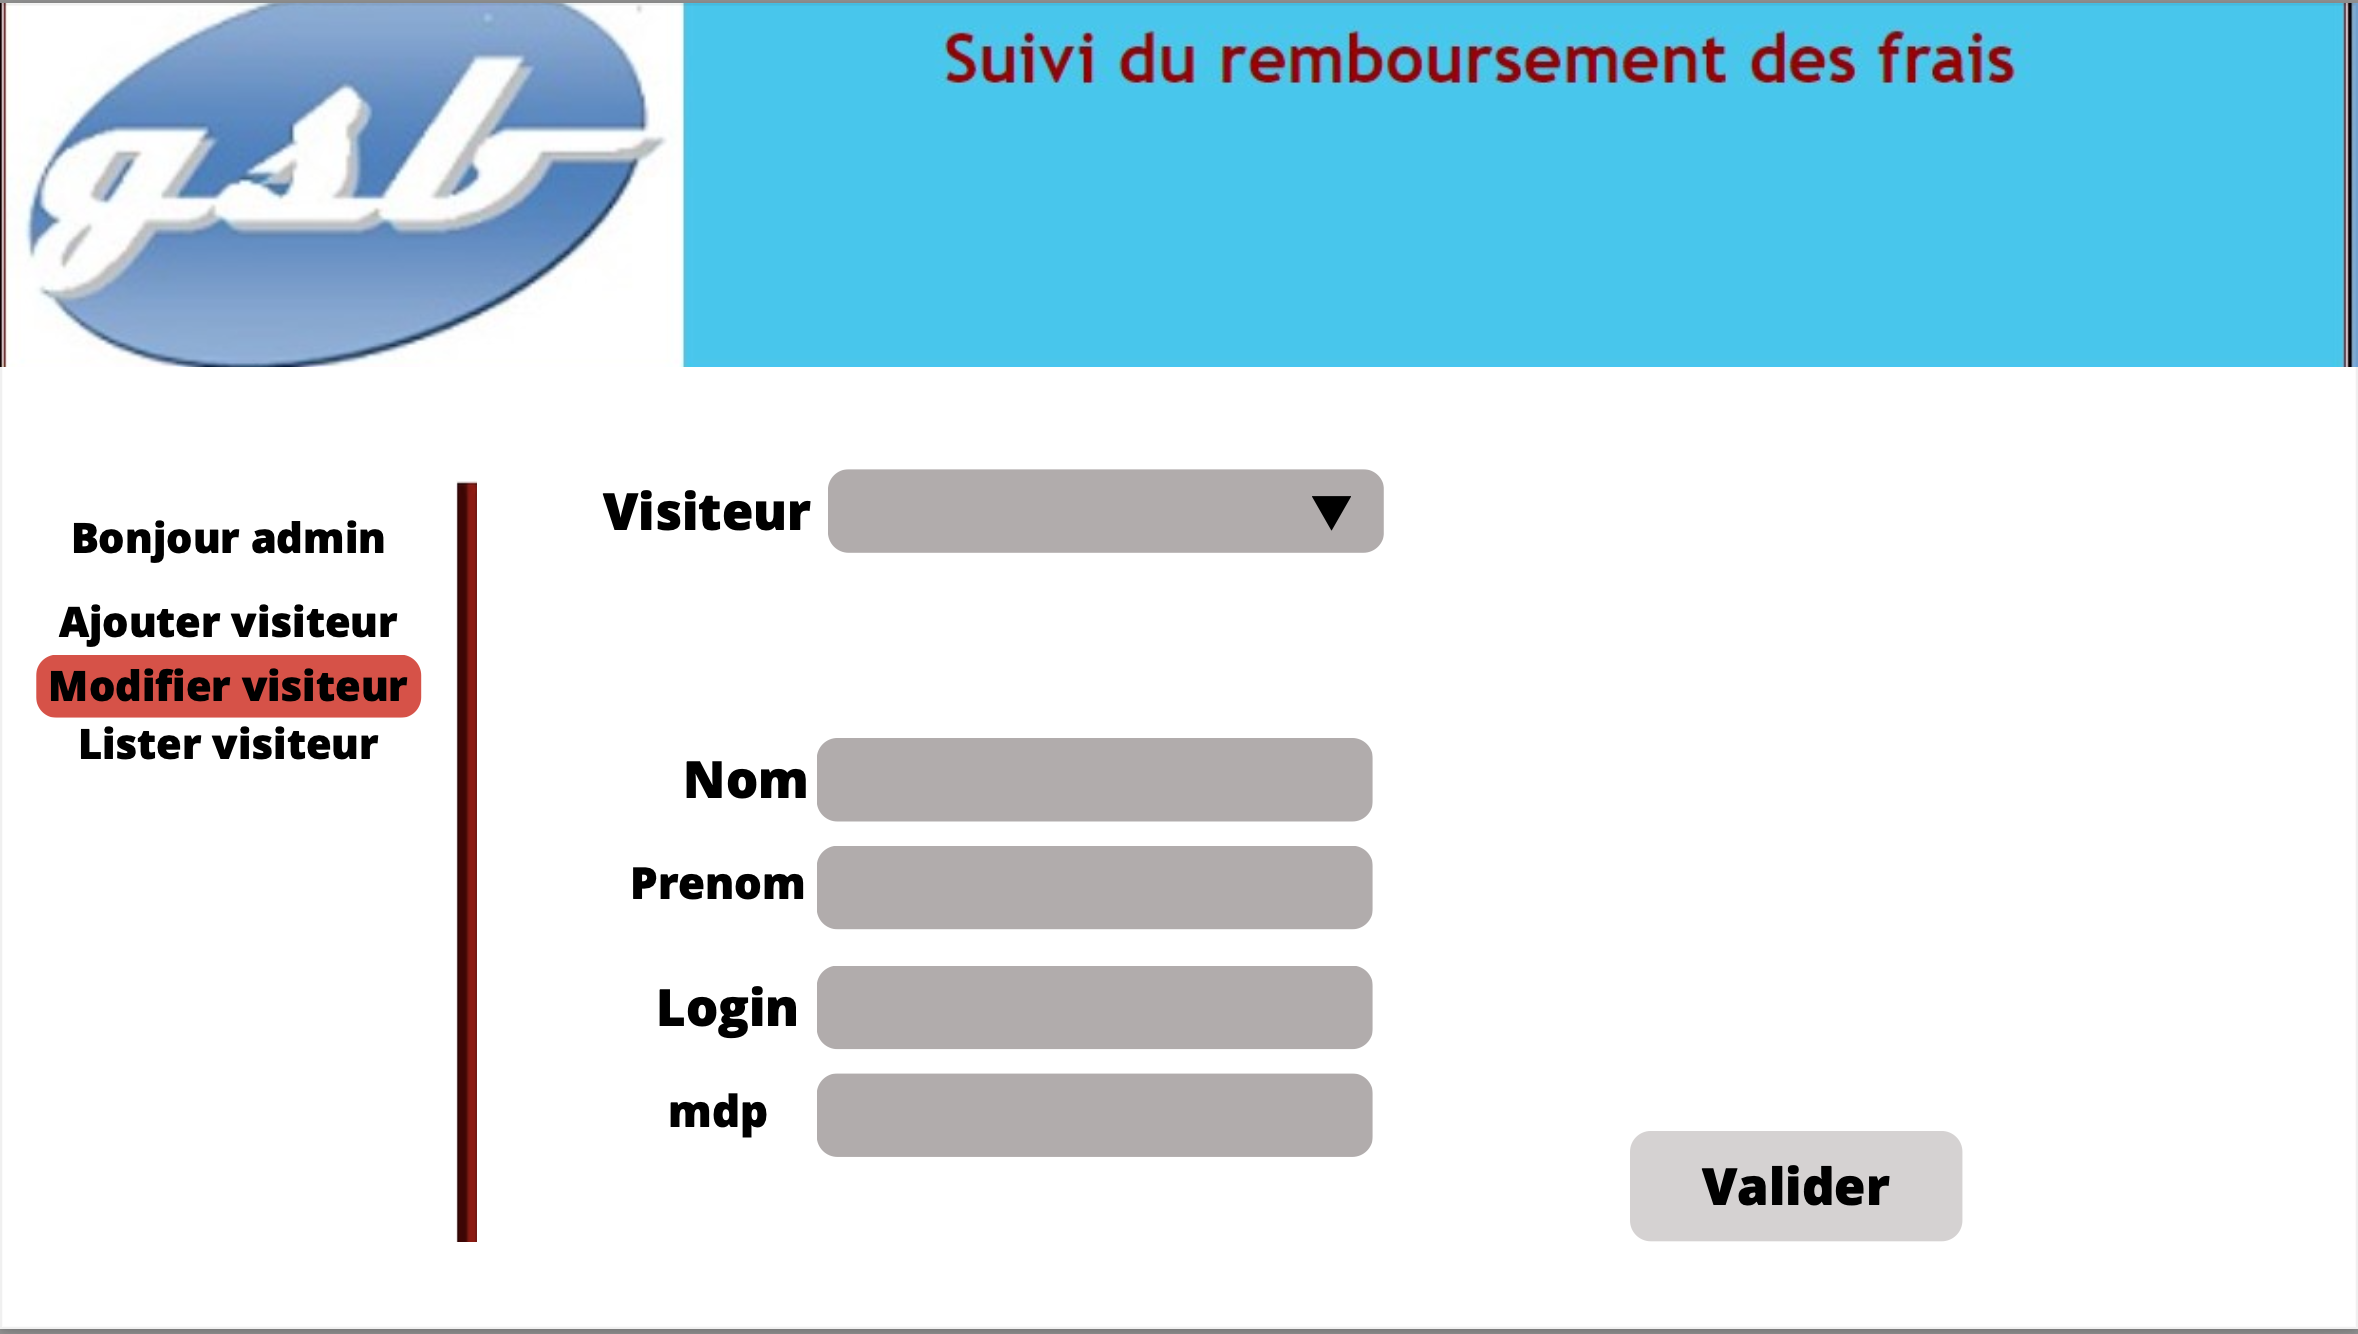 gsb
Suivi du remboursement des frais
Bonjour admin
Ajouter visiteur
Modifier visiteur
Lister visiteur
Visiteur
Nom
Prenom
Login
mdp
Valider